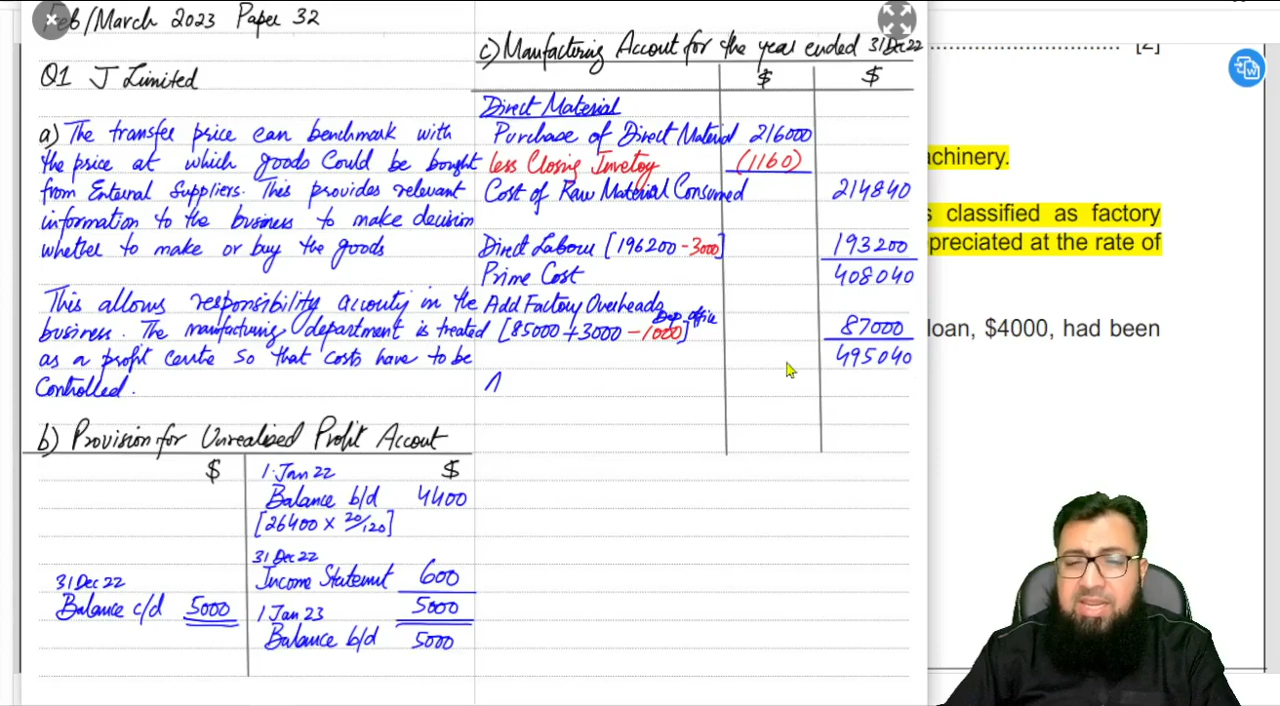 Feb/March 2023 Paper 32
Q1 J Limited
a) The transfer price can benchmark with
the price at which goods could be bought
from External Suppliers. This provides relevant
information to the business to make decision
whether to make or buy the goods
This allows responsibility accouty in the
business. The manufacturing department is treated
as a profit centre so that costs have to be
Controlled.
b) Provision for Unrealised Profit Accout
$ $
1 Jan 22
Balance b/d 4400
[26400 x 20/120]
31 Dec 22
Income Statemnt 600
31 Dec 22
Balance c/d 5000 5000
1 Jan 23
Balance b/d 5000
c) Manfacturing Accout for the year ended 31 Dec 22
$ $
Direct Material
Purchase of Direct Material 216000
less Closing Invetoy (1160)
Cost of Raw Material Consumed 214840
Direct Labour [196200 - 3000] 193200
Prime Cost 408040
Add Factory Overheads
Dep. office
[85000 + 3000 - 1000] 87000
495040
[2]
achinery.
s classified as factory
preciated at the rate of
loan, $4000, had been
W